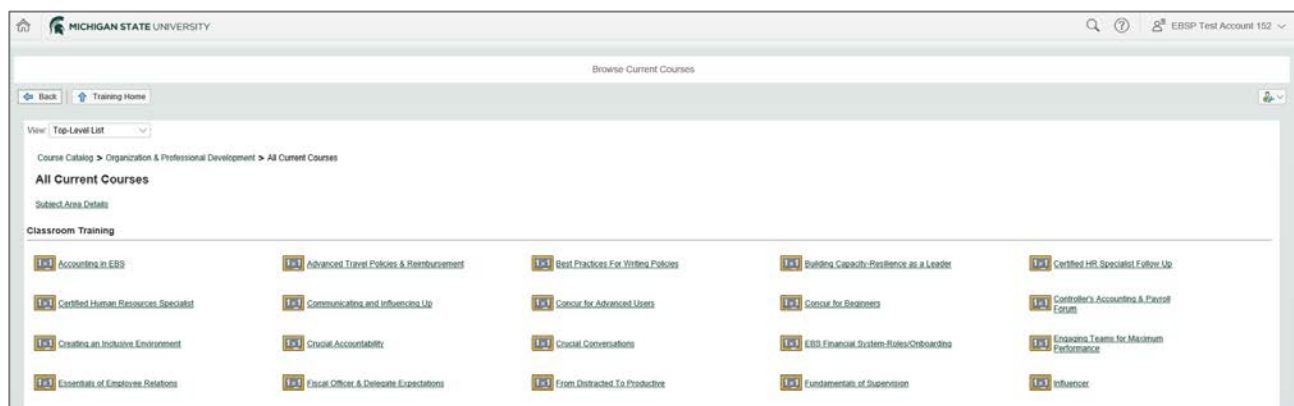 MICHIGAN STATE UNIVERSITY
EBSP Test Account 152
Browse Current Courses
Back
Training Home
View: Top-Level List
Course Catalog > Organization & Professional Development > All Current Courses
All Current Courses
Subject Area Details
Classroom Training
Accounting in EBS
Advanced Travel Policies & Reimbursement
Best Practices For Writing Policies
Building Capacity-Resilience as a Leader
Certified HR Specialist Follow Up
Certified Human Resources Specialist
Communicating and Influencing Up
Concur for Advanced Users
Concur for Beginners
Controller's Accounting & Payroll
Forum
Creating an Inclusive Environment
Crucial Accountability
Crucial Conversations
EBS Financial System-Roles/Onboarding
Engaging Teams for Maximum
Performance
Essentials of Employee Relations
Fiscal Officer & Delegate Expectations
From Distracted To Productive
Fundamentals of Supervision
Influencer